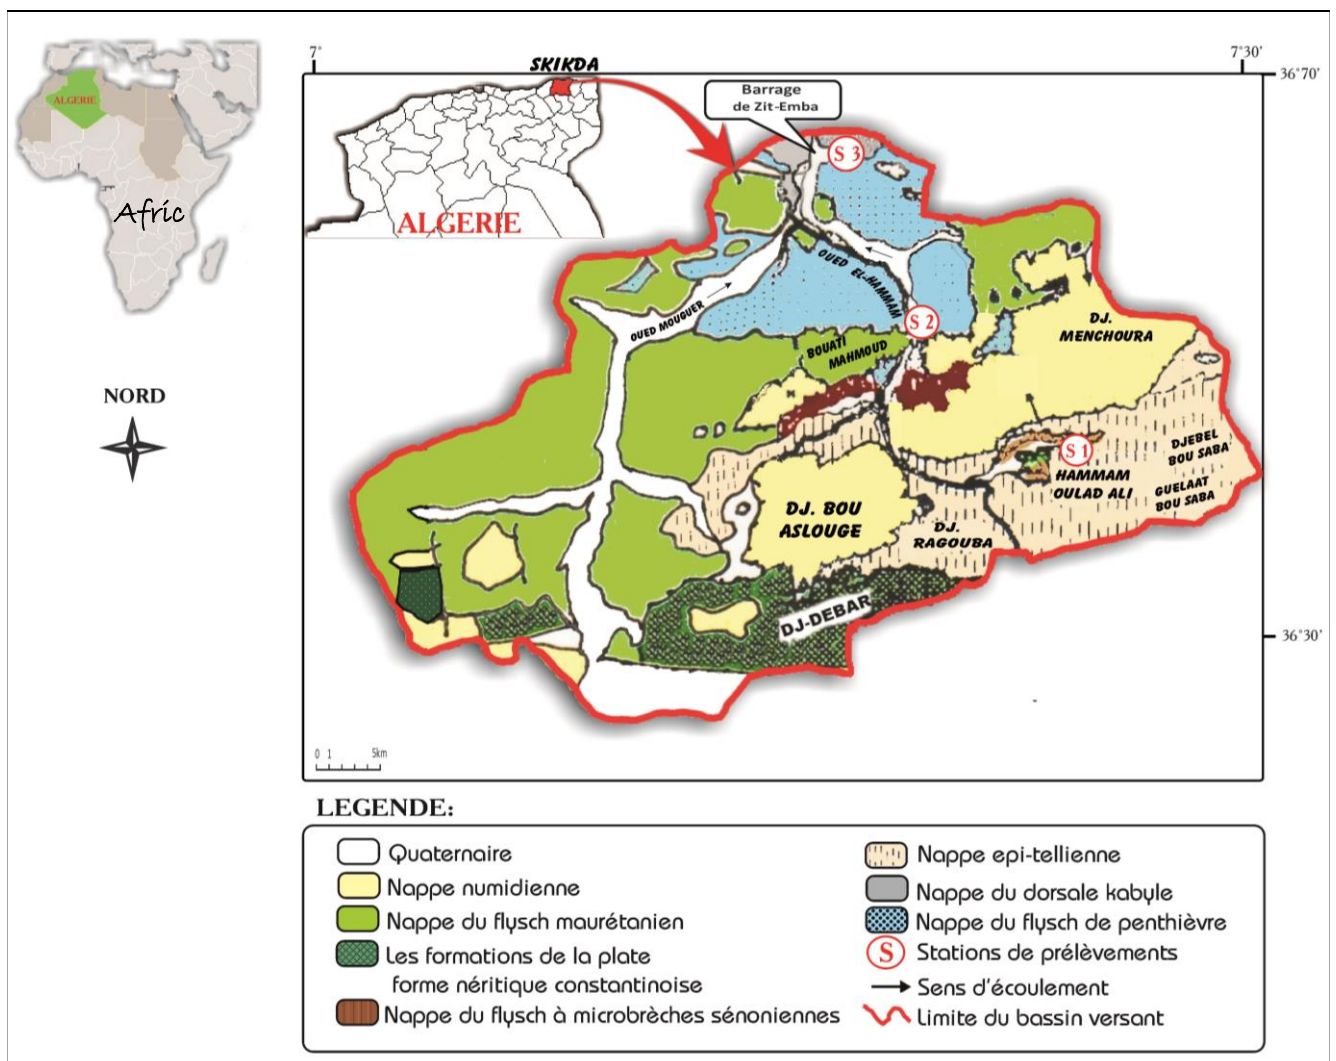 ALGERIE
Afric
NORD
7°
7°30'
36°70
SKIKDA
Barrage
de Zit-Emba
S 3
ALGERIE
OUED EL-HAMMAM
OUED MOUGUER
S 2
DJ.
MENCHOURA
BOUATI
MAHMOUD
S 1
HAMMAM
OULAD ALI
DJEBEL
BOU SABA
GUELAAT
BOU SABA
DJ. BOU
ASLOUGE
DJ.
RAGOUBA
DJ-DEBAR
36°30'
0 1 5km
LEGENDE:
Quaternaire
Nappe numidienne
Nappe du flysch maurétanien
Les formations de la plate
forme néritique constantinoise
Nappe du flysch à microbrèches sénoniennes
Nappe epi-tellienne
Nappe du dorsale kabyle
Nappe du flysch de penthièvre
S
Stations de prélèvements
Sens d'écoulement
Limite du bassin versant